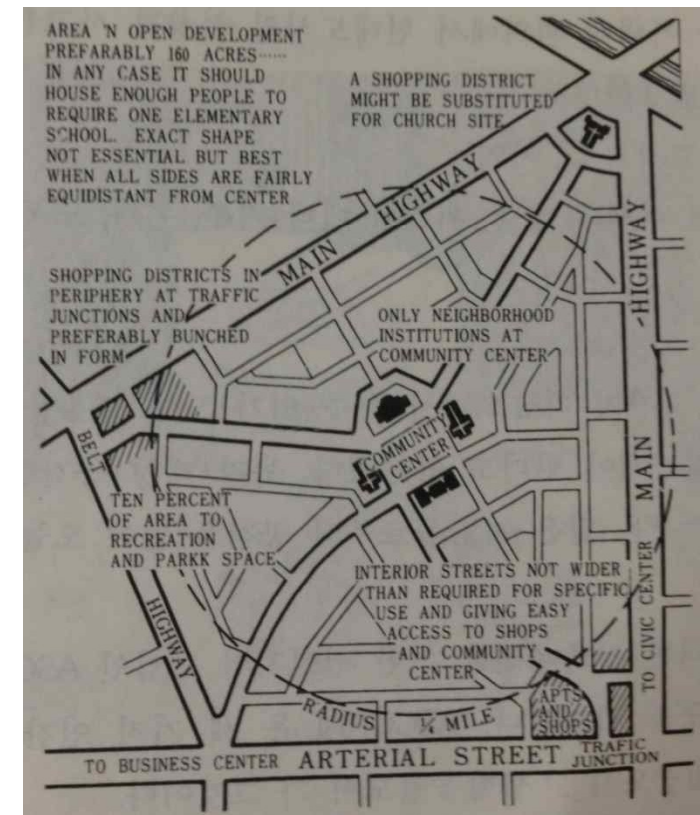 AREA 'N OPEN DEVELOPMENT
PREFARABLY 160 ACRES......
IN ANY CASE IT SHOULD
HOUSE ENOUGH PEOPLE TO
REQUIRE ONE ELEMENTARY
SCHOOL. EXACT SHAPE
NOT ESSENTIAL BUT BEST
WHEN ALL SIDES ARE FAIRLY
EQUIDISTANT FROM CENTER
A SHOPPING DISTRICT
MIGHT BE SUBSTITUTED
FOR CHURCH SITE
MAIN HIGHWAY
HIGHWAY
SHOPPING DISTRICTS IN
PERIPHERY AT TRAFFIC
JUNCTIONS AND
PREFERABLY BUNCHED
IN FORM
ONLY NEIGHBORHOOD
INSTITUTIONS AT
COMMUNITY CENTER
BELT
HIGHWAY
COMMUNITY
CENTER
MAIN
TEN PERCENT
OF AREA TO
RECREATION
AND PARKK SPACE
INTERIOR STREETS NOT WIDER
THAN REQUIRED FOR SPECIFIC
USE AND GIVING EASY
ACCESS TO SHOPS
AND COMMUNITY
CENTER
TO CIVIC CENTER
RADIUS ¼ MILE
APTS
AND
SHOPS
TO BUSINESS CENTER
ARTERIAL STREET
TRAFIC
JUNCTION